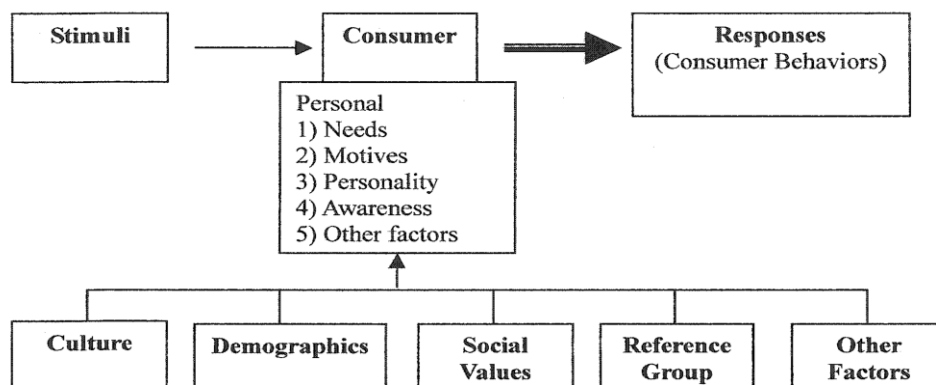 Stimuli
Consumer
Responses
(Consumer Behaviors)
Personal
1) Needs
2) Motives
3) Personality
4) Awareness
5) Other factors
Culture
Demographics
Social
Values
Reference
Group
Other
Factors